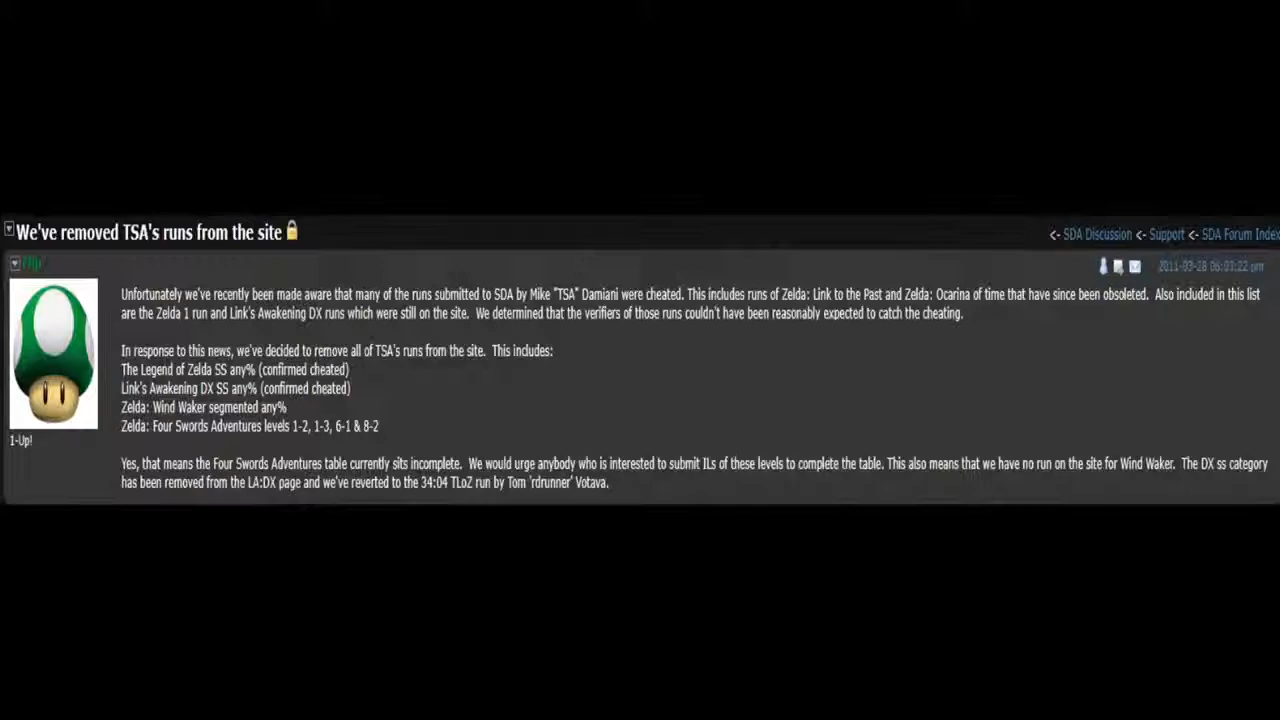 We've removed TSA's runs from the site
<- SDA Discussion <- Support <- SDA Forum Index
2011-03-28 06:03:22 pm
Unfortunately we've recently been made aware that many of the runs submitted to SDA by Mike "TSA" Damiani were cheated. This includes runs of Zelda: Link to the Past and Zelda: Ocarina of time that have since been obsoleted. Also included in this list
are the Zelda 1 run and Link's Awakening DX runs which were still on the site. We determined that the verifiers of those runs couldn't have been reasonably expected to catch the cheating.
In response to this news, we've decided to remove all of TSA's runs from the site. This includes:
The Legend of Zelda SS any% (confirmed cheated)
Link's Awakening DX SS any% (confirmed cheated)
Zelda: Wind Waker segmented any%
Zelda: Four Swords Adventures levels 1-2, 1-3, 6-1 & 8-2
1-Up!
Yes, that means the Four Swords Adventures table currently sits incomplete. We would urge anybody who is interested to submit ILs of these levels to complete the table. This also means that we have no run on the site for Wind Waker. The DX ss category
has been removed from the LA:DX page and we've reverted to the 34:04 TLoZ run by Tom 'rdrunner' Votava.